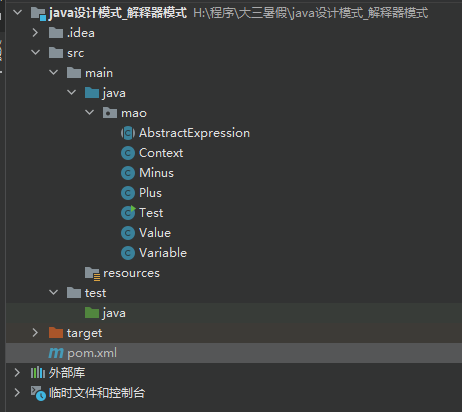 java设计模式_解释器模式 H:\程序\大三暑假\java设计模式_解释器模式
.idea
src
main
java
mao
AbstractExpression
Context
Minus
Plus
Test
Value
Variable
resources
test
java
target
pom.xml
外部库
临时文件和控制台